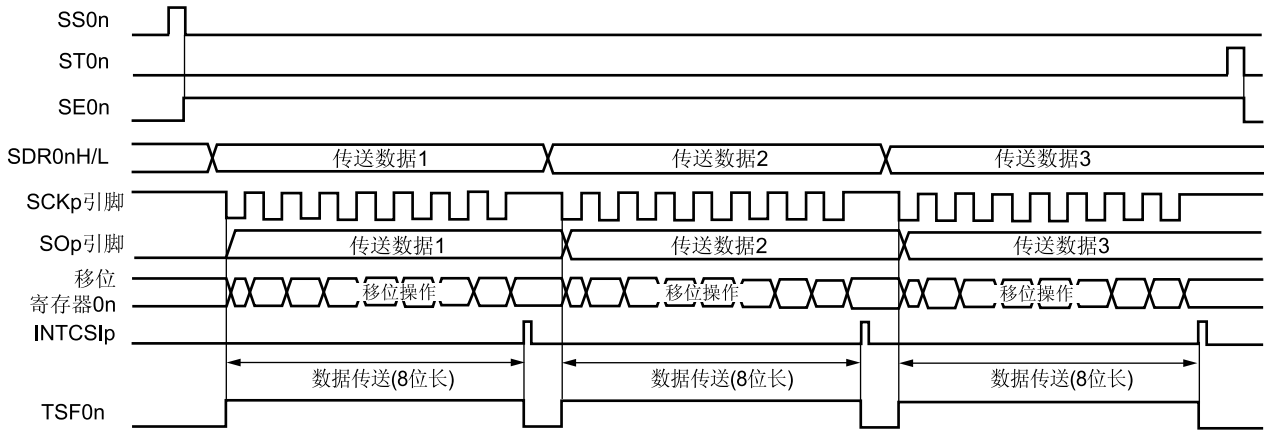 SS0n
ST0n
SE0n
SDR0nH/L 传送数据1 传送数据2 传送数据3
SCKp引脚
SOp引脚 传送数据1 传送数据2 传送数据3
移位
寄存器0n 移位操作 移位操作 移位操作
INTCSIp
数据传送(8位长) 数据传送(8位长) 数据传送(8位长)
TSF0n